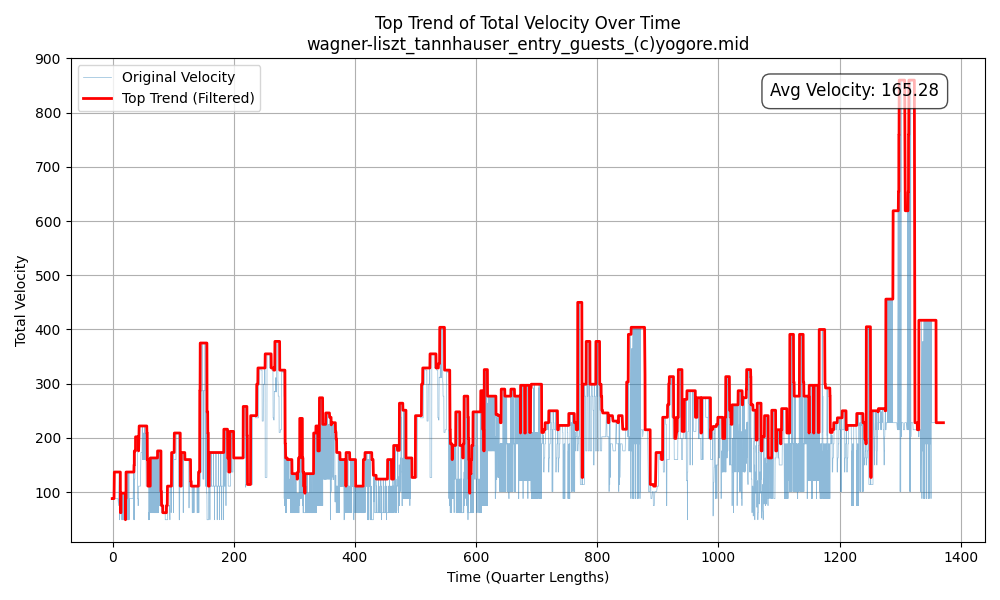 Top Trend of Total Velocity Over Time
wagner-liszt_tannhauser_entry_guests_(c)yogore.mid
Original Velocity
Top Trend (Filtered)
Avg Velocity: 165.28
Total Velocity
900
800
700
600
500
400
300
200
100
0 200 400 600 800 1000 1200 1400
Time (Quarter Lengths)